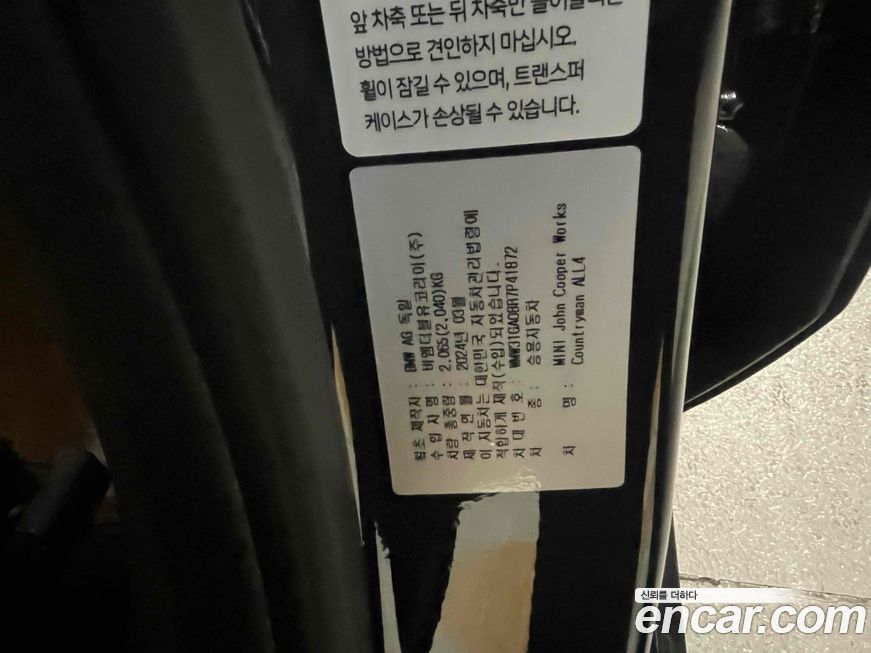 앞 차축 또는 뒤 차축만 들어올리는
방법으로 견인하지 마십시오.
휠이 잠길 수 있으며, 트랜스퍼
케이스가 손상될 수 있습니다.
최초 제작자 : BMW AG 독일
수 입 자 명 : 비엠더블유코리아(주)
차량 총중량 : 2,065(2,040)KG
제 작 연 월 : 2024년 03월
이 자동차는 대한민국 자동차관리법령에
적합하게 제작(수입)되었습니다.
차 대 번 호 : WMW31GA08R7P41872
차 종 : 승용자동차
차 명 : MINI John Cooper Works
Countryman ALL4
신뢰를 더하다
encar.com